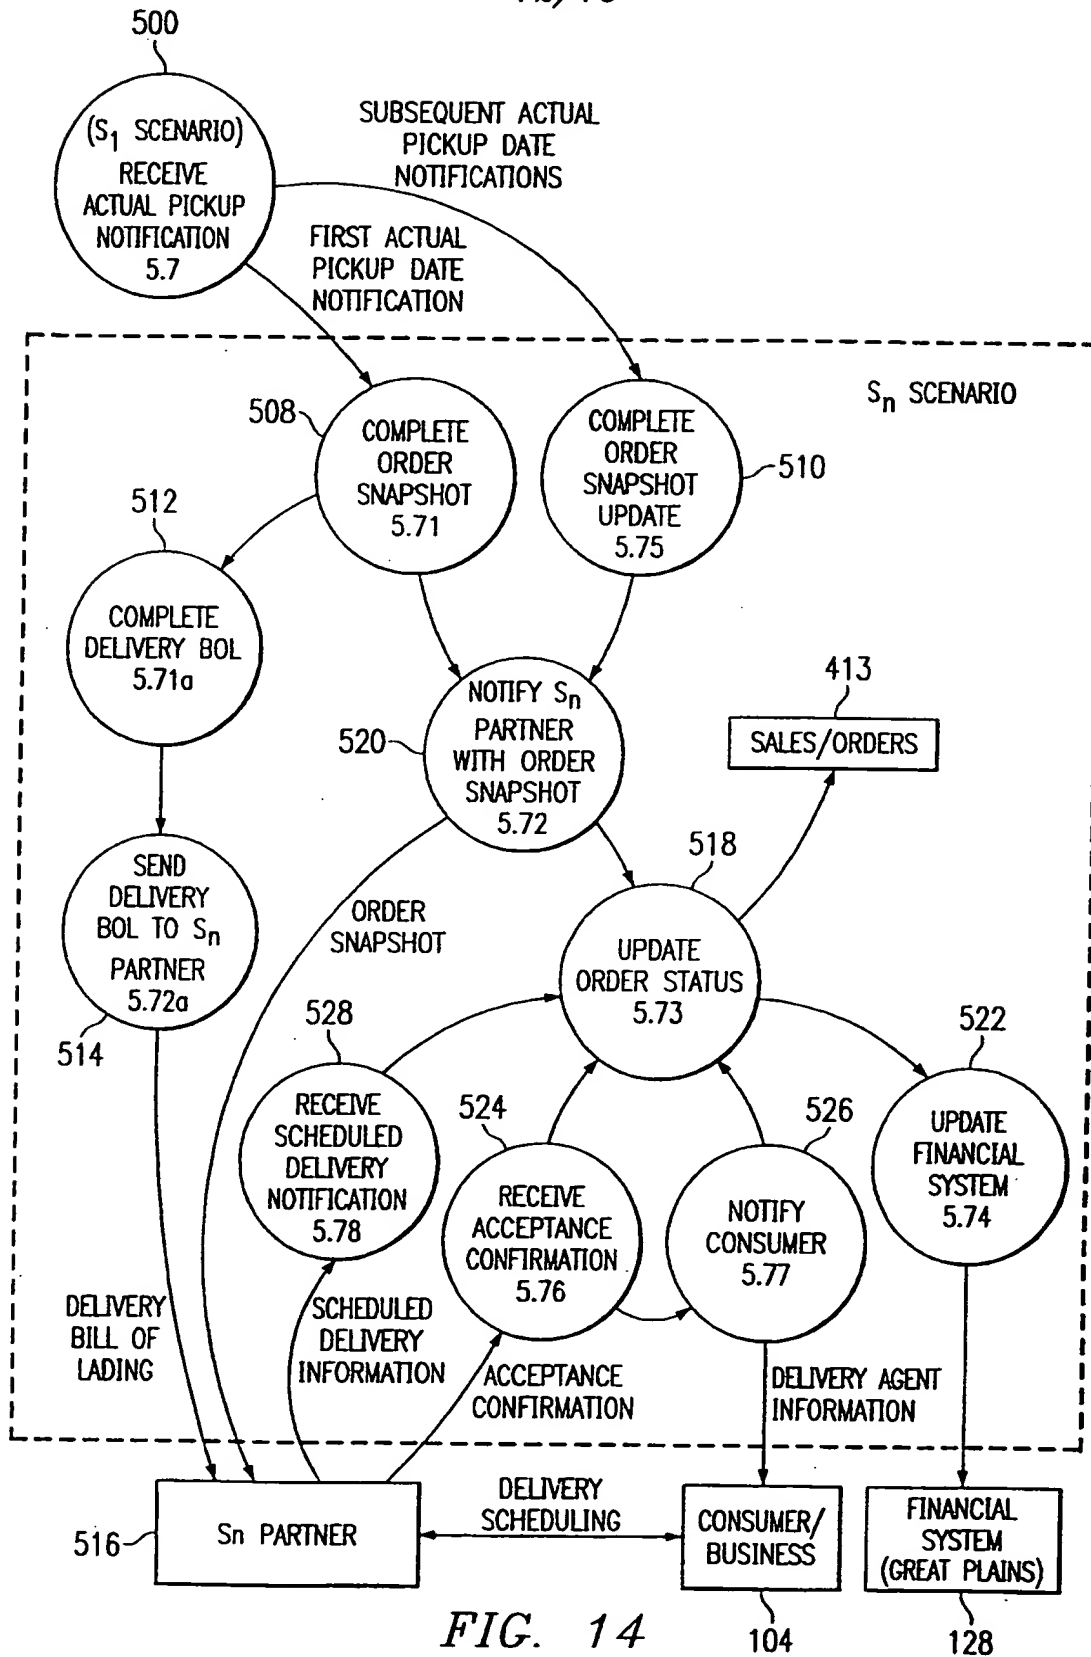 500
(S1 SCENARIO)
RECEIVE
ACTUAL PICKUP
NOTIFICATION
5.7
SUBSEQUENT ACTUAL
PICKUP DATE
NOTIFICATIONS
FIRST ACTUAL
PICKUP DATE
NOTIFICATION
Sn SCENARIO
508
COMPLETE
ORDER
SNAPSHOT
5.71
COMPLETE
ORDER
SNAPSHOT
UPDATE
5.75
510
512
COMPLETE
DELIVERY BOL
5.71a
520
NOTIFY Sn
PARTNER
WITH ORDER
SNAPSHOT
5.72
413
SALES/ORDERS
SEND
DELIVERY
BOL TO Sn
PARTNER
5.72a
514
ORDER
SNAPSHOT
518
UPDATE
ORDER STATUS
5.73
528
RECEIVE
SCHEDULED
DELIVERY
NOTIFICATION
5.78
524
RECEIVE
ACCEPTANCE
CONFIRMATION
5.76
526
NOTIFY
CONSUMER
5.77
522
UPDATE
FINANCIAL
SYSTEM
5.74
DELIVERY
BILL OF
LADING
SCHEDULED
DELIVERY
INFORMATION
ACCEPTANCE
CONFIRMATION
DELIVERY AGENT
INFORMATION
516
Sn PARTNER
DELIVERY
SCHEDULING
CONSUMER/
BUSINESS
104
FINANCIAL
SYSTEM
(GREAT PLAINS)
128
FIG. 14